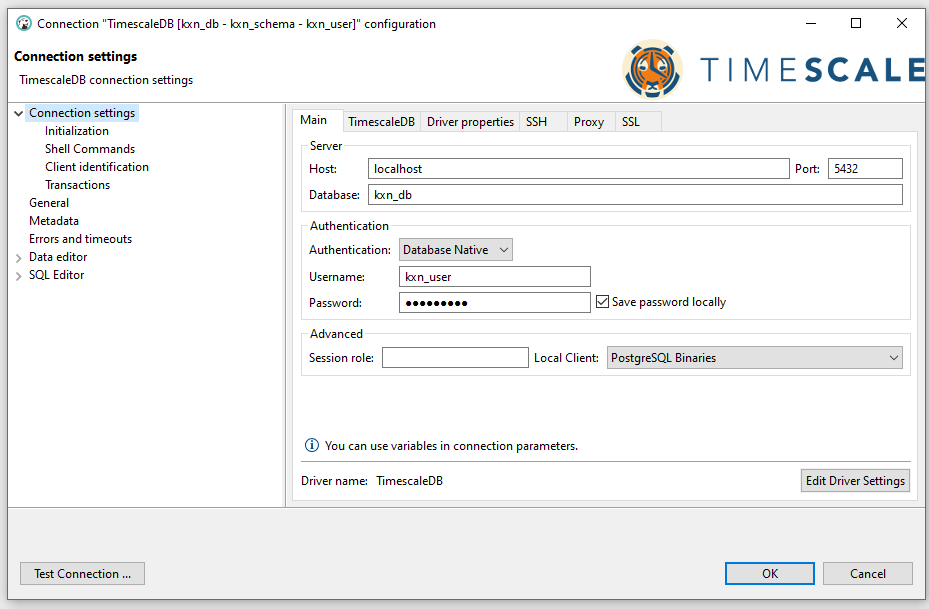 Connection "TimescaleDB [kxn_db - kxn_schema - kxn_user]" configuration
Connection settings
TimescaleDB connection settings
TIMESCALE
Connection settings
Initialization
Shell Commands
Client identification
Transactions
General
Metadata
Errors and timeouts
Data editor
SQL Editor
Main TimescaleDB Driver properties SSH Proxy SSL
Server
Host: localhost Port: 5432
Database: kxn_db
Authentication
Authentication: Database Native
Username: kxn_user
Password: ●●●●●●●●● Save password locally
Advanced
Session role: Local Client: PostgreSQL Binaries
You can use variables in connection parameters.
Driver name: TimescaleDB Edit Driver Settings
Test Connection ... OK Cancel